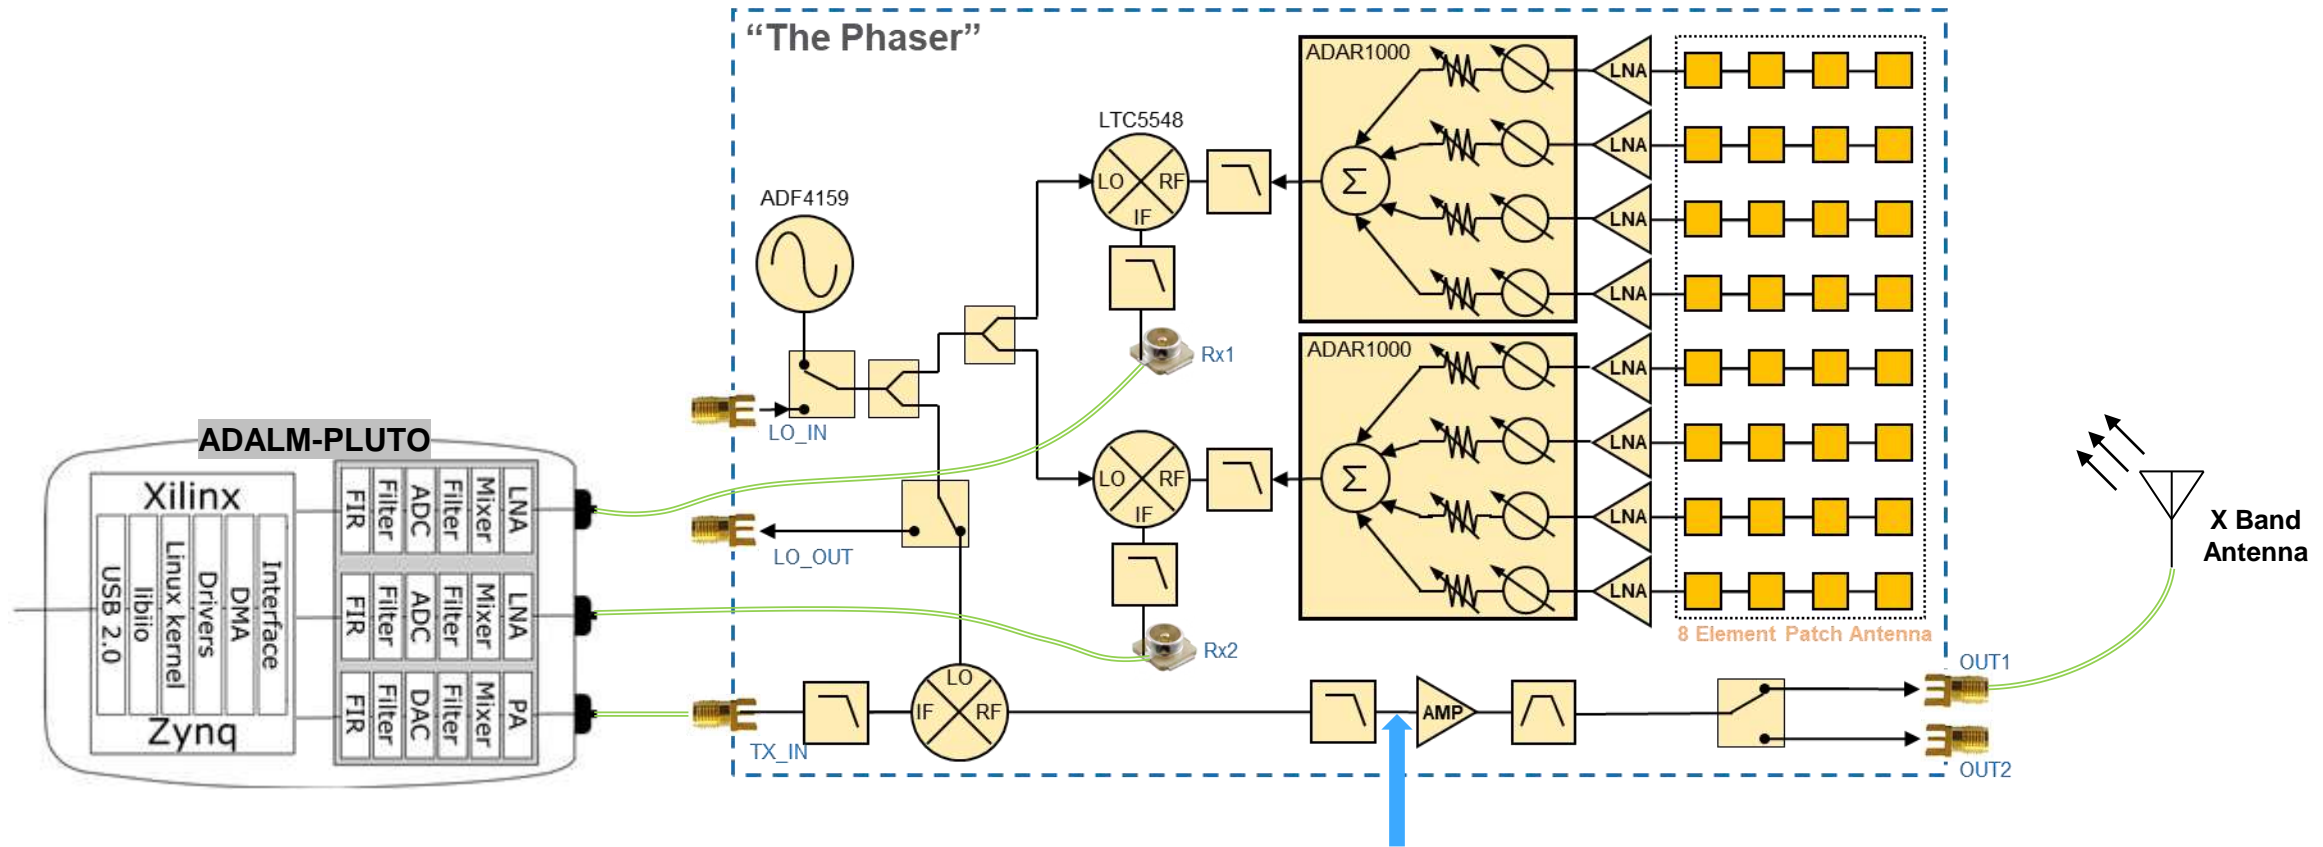 “The Phaser”
ADAR1000
LNA
LNA
LNA
LNA
LTC5548
LO
RF
IF
Σ
ADF4159
Rx1
ADAR1000
LNA
LNA
LNA
LNA
LO
RF
IF
Σ
Rx2
8 Element Patch Antenna
LO_IN
LO_OUT
ADALM-PLUTO
Xilinx
USB 2.0
libiio
Linux kernel
Drivers
DMA
Interface
Zynq
FIR
Filter
ADC
Filter
Mixer
LNA
FIR
Filter
ADC
Filter
Mixer
LNA
FIR
Filter
DAC
Filter
Mixer
PA
TX_IN
LO
IF
RF
AMP
OUT1
OUT2
X Band
Antenna